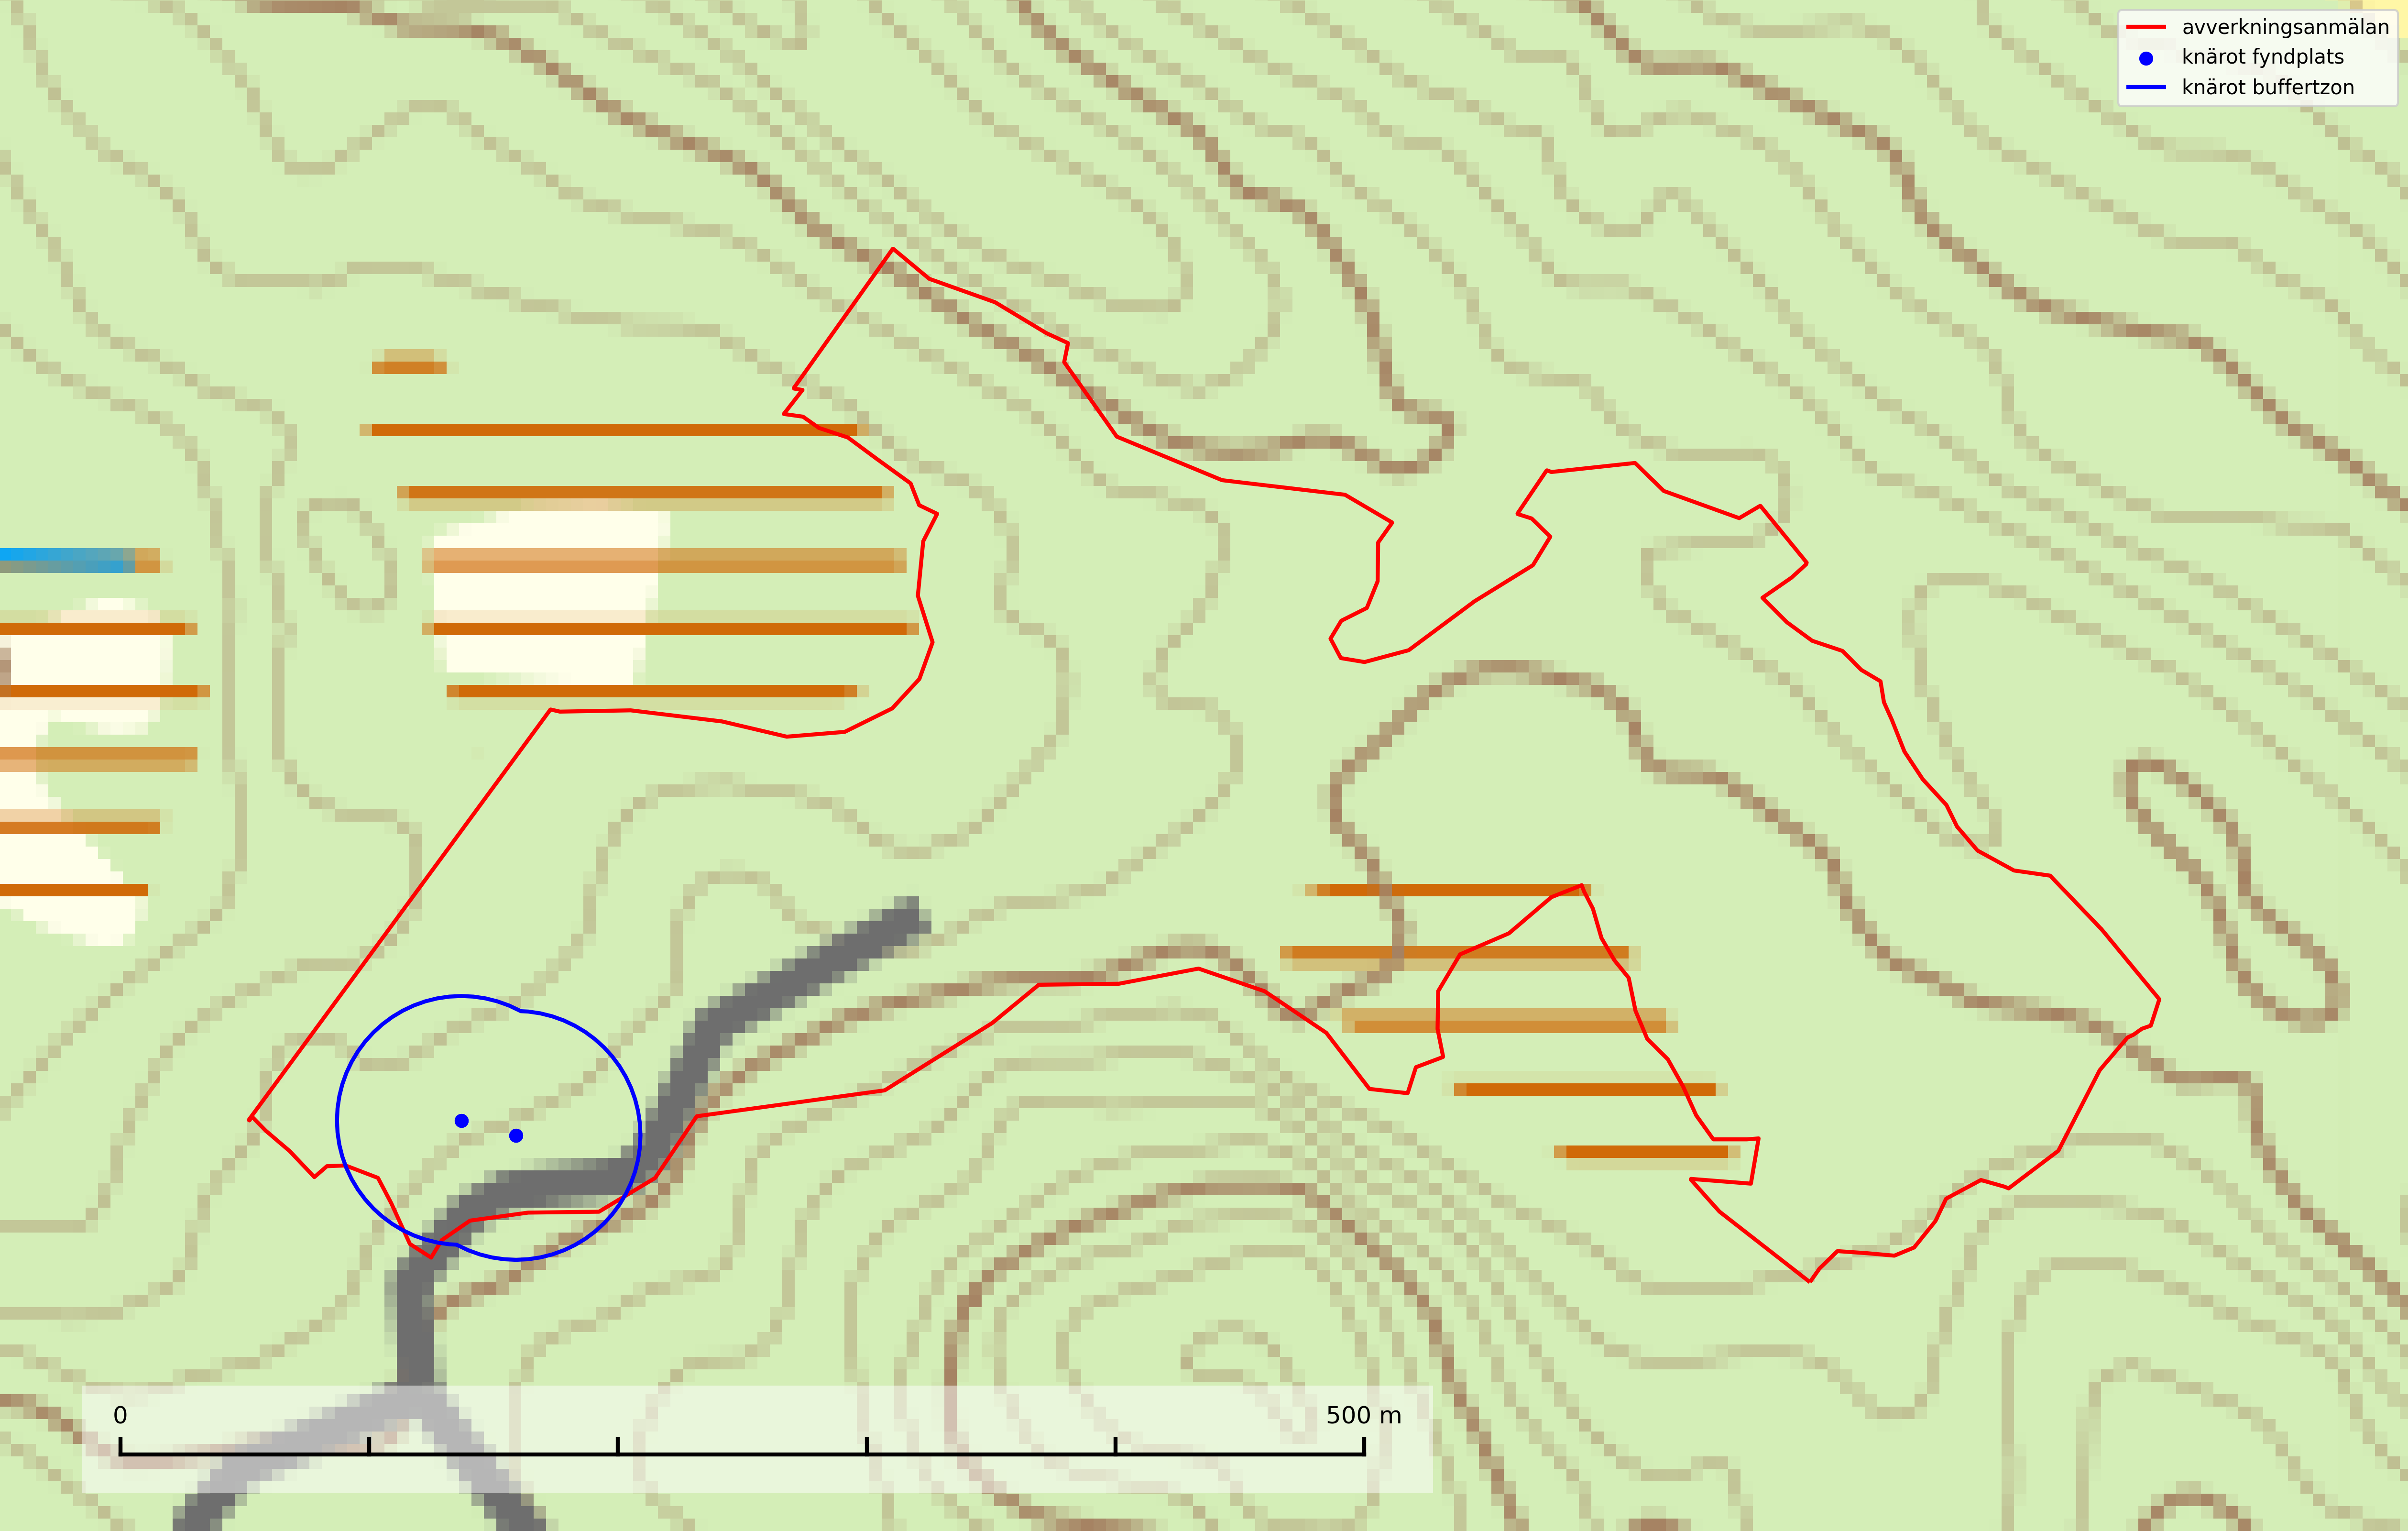 avverkningsanmälan
knärot fyndplats
knärot buffertzon
0 500 m